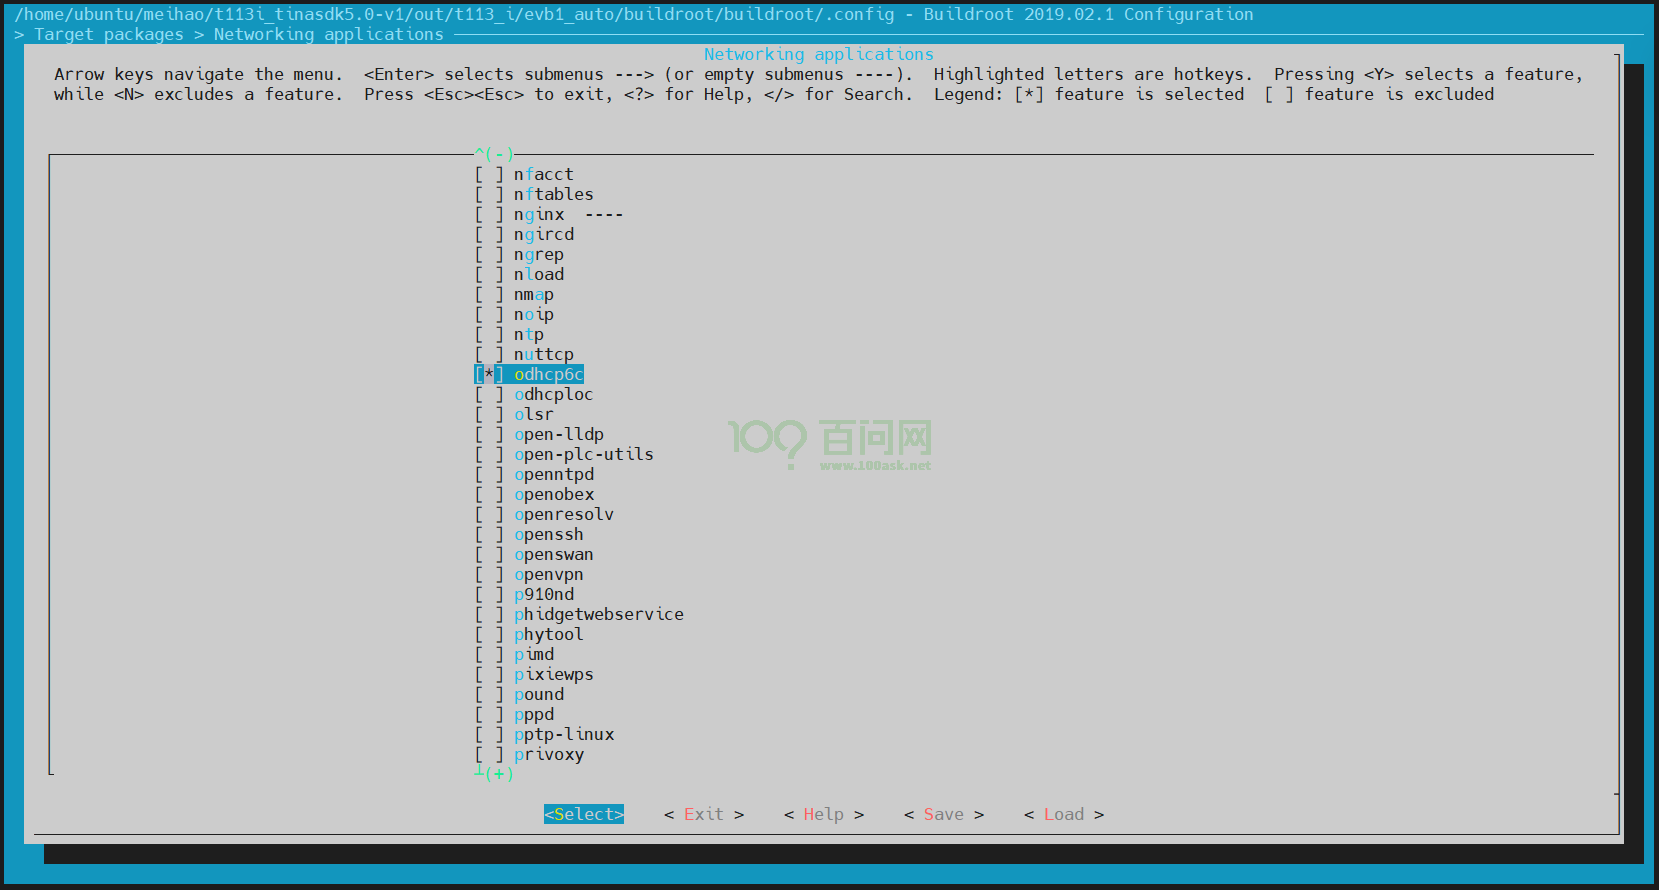 /home/ubuntu/meihao/t113i_tinasdk5.0-v1/out/t113_i/evb1_auto/buildroot/buildroot/.config - Buildroot 2019.02.1 Configuration
> Target packages > Networking applications
Networking applications
Arrow keys navigate the menu.  <Enter> selects submenus ---> (or empty submenus ----).  Highlighted letters are hotkeys.  Pressing <Y> selects a feature,
while <N> excludes a feature.  Press <Esc><Esc> to exit, <?> for Help, </> for Search.  Legend: [*] feature is selected  [ ] feature is excluded
^(-)
[ ] nfacct
[ ] nftables
[ ] nginx  ----
[ ] ngircd
[ ] ngrep
[ ] nload
[ ] nmap
[ ] noip
[ ] ntp
[ ] nuttcp
[*] odhcp6c
[ ] odhcploc
[ ] olsr
[ ] open-lldp
[ ] open-plc-utils
[ ] openntpd
[ ] openobex
[ ] openresolv
[ ] openssh
[ ] openswan
[ ] openvpn
[ ] p910nd
[ ] phidgetwebservice
[ ] phytool
[ ] pimd
[ ] pixiewps
[ ] pound
[ ] pppd
[ ] pptp-linux
[ ] privoxy
┴(+)
<Select>    < Exit >    < Help >    < Save >    < Load >
100? 百问网
www.100ask.net